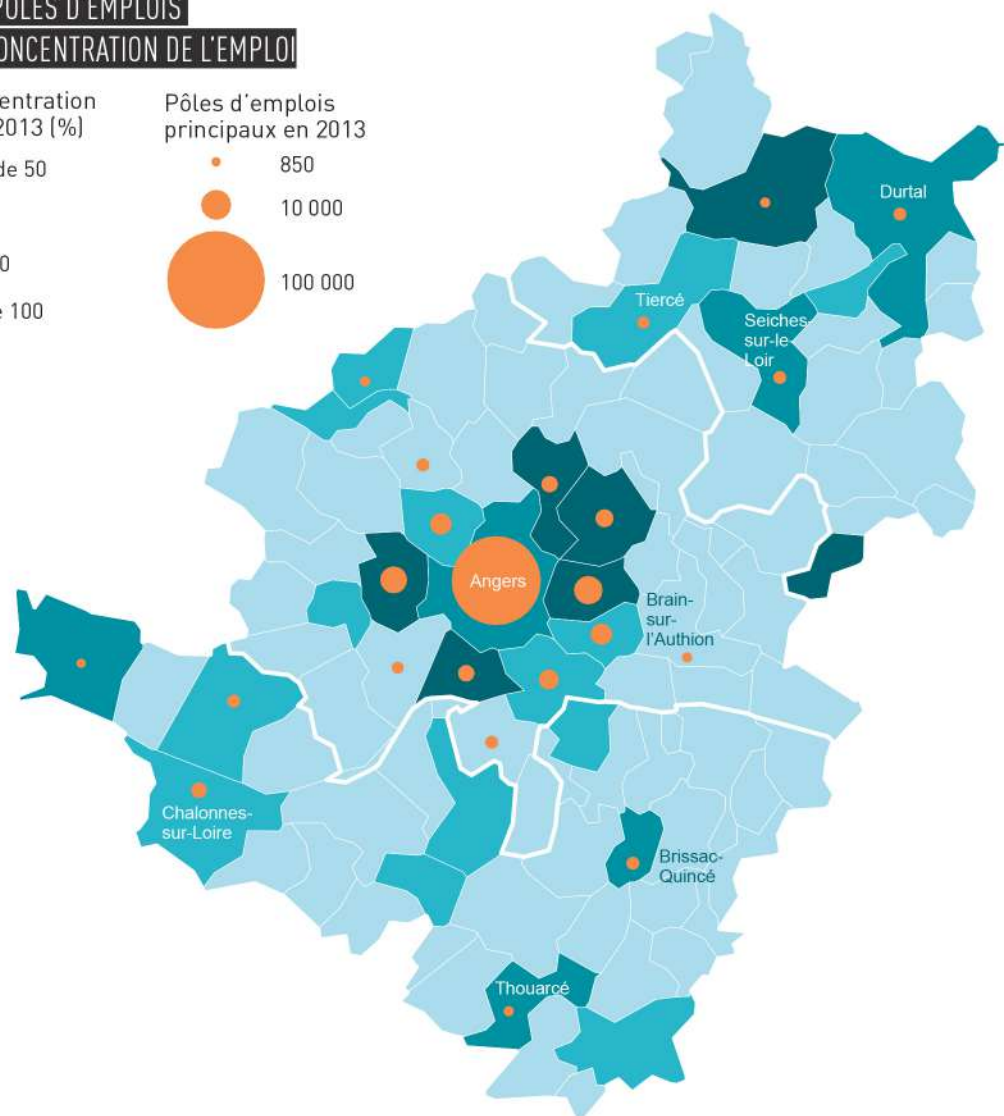 PÔLES D'EMPLOIS
ONCENTRATION DE L'EMPLOI
entration
2013 (%)
de 50
0
e 100
Pôles d'emplois
principaux en 2013
850
10 000
100 000
Durtal
Tiercé
Seiches-
sur-le-
Loir
Angers
Brain-
sur-
l'Authion
Chalonnes-
sur-Loire
Brissac-
Quincé
Thouarcé